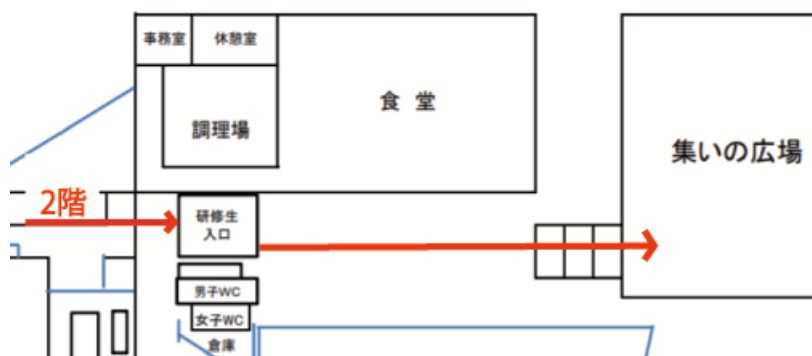 事務室
休憩室
食 堂
調理場
集いの広場
2階
研修生
入口
男子WC
女子WC
倉庫